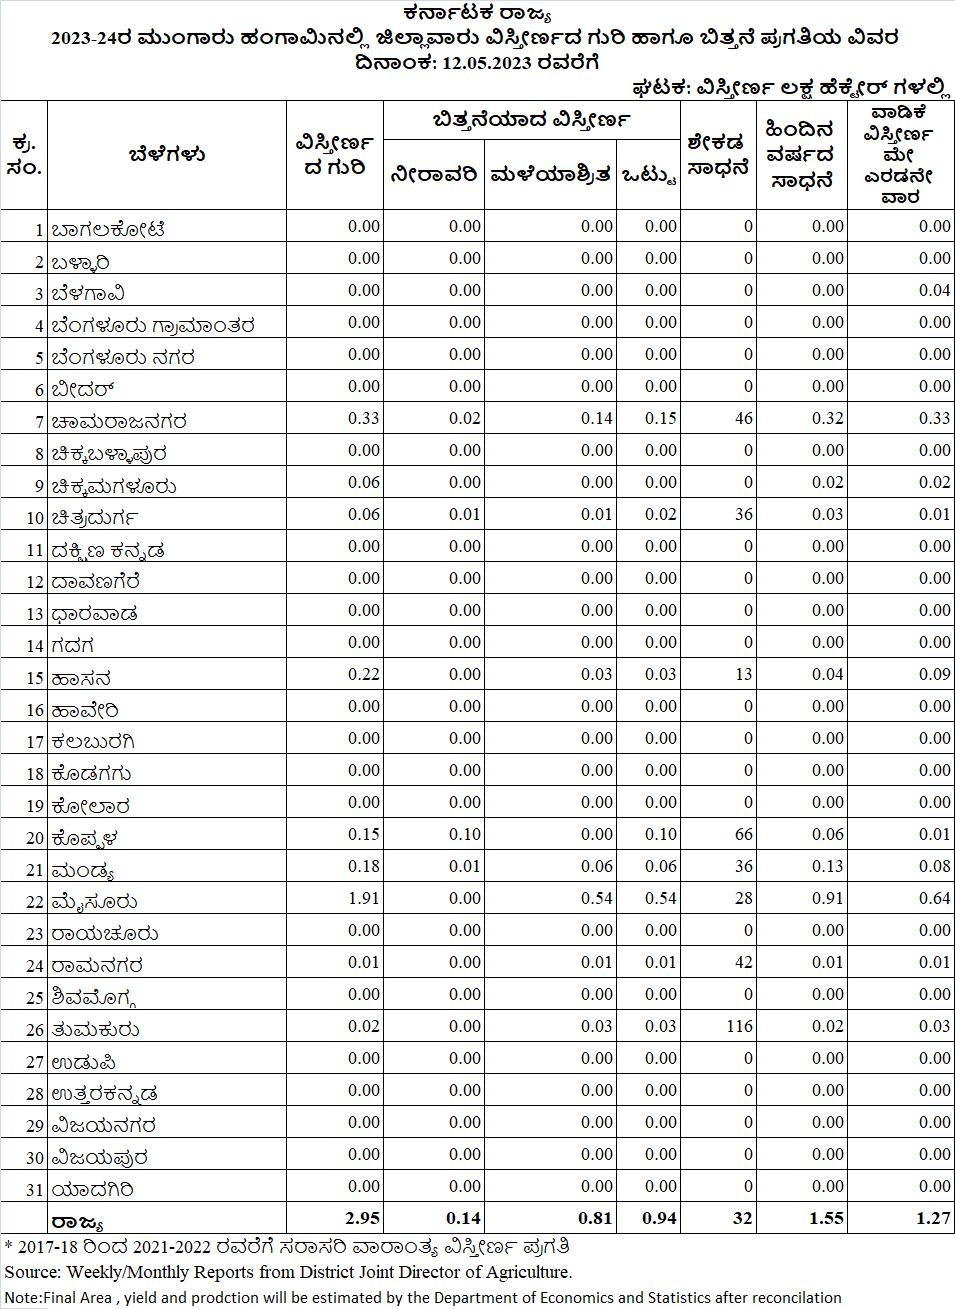 ಕರ್ನಾಟಕ ರಾಜ್ಯ
2023-24ರ ಮುಂಗಾರು ಹಂಗಾಮಿನಲ್ಲಿ ಜಿಲ್ಲಾವಾರು ವಿಸ್ತೀರ್ಣದ ಗುರಿ ಹಾಗೂ ಬಿತ್ತನೆ ಪ್ರಗತಿಯ ವಿವರ
ದಿನಾಂಕ: 12.05.2023 ರವರೆಗೆ
ಘಟಕ: ವಿಸ್ತೀರ್ಣ ಲಕ್ಷ ಹೆಕ್ಟೇರ್ ಗಳಲ್ಲಿ
ಕ್ರ. ಸಂ. ಬೆಳೆಗಳು ವಿಸ್ತೀರ್ಣದ ಗುರಿ ಬಿತ್ತನೆಯಾದ ವಿಸ್ತೀರ್ಣ ಶೇಕಡ ಸಾಧನೆ ಹಿಂದಿನ ವರ್ಷದ ಸಾಧನೆ ವಾಡಿಕೆ ವಿಸ್ತೀರ್ಣ ಮೇ ಎರಡನೇ ವಾರ
ನೀರಾವರಿ ಮಳೆಯಾಶ್ರಿತ ಒಟ್ಟು
1 ಬಾಗಲಕೋಟೆ 0.00 0.00 0.00 0.00 0 0.00 0.00
2 ಬಳ್ಳಾರಿ 0.00 0.00 0.00 0.00 0 0.00 0.00
3 ಬೆಳಗಾವಿ 0.00 0.00 0.00 0.00 0 0.00 0.04
4 ಬೆಂಗಳೂರು ಗ್ರಾಮಾಂತರ 0.00 0.00 0.00 0.00 0 0.00 0.00
5 ಬೆಂಗಳೂರು ನಗರ 0.00 0.00 0.00 0.00 0 0.00 0.00
6 ಬೀದರ್ 0.00 0.00 0.00 0.00 0 0.00 0.00
7 ಚಾಮರಾಜನಗರ 0.33 0.02 0.14 0.15 46 0.32 0.33
8 ಚಿಕ್ಕಬಳ್ಳಾಪುರ 0.00 0.00 0.00 0.00 0 0.00 0.00
9 ಚಿಕ್ಕಮಗಳೂರು 0.06 0.00 0.00 0.00 0 0.02 0.02
10 ಚಿತ್ರದುರ್ಗ 0.06 0.01 0.01 0.02 36 0.03 0.01
11 ದಕ್ಷಿಣ ಕನ್ನಡ 0.00 0.00 0.00 0.00 0 0.00 0.00
12 ದಾವಣಗೆರೆ 0.00 0.00 0.00 0.00 0 0.00 0.00
13 ಧಾರವಾಡ 0.00 0.00 0.00 0.00 0 0.00 0.00
14 ಗದಗ 0.00 0.00 0.00 0.00 0 0.00 0.00
15 ಹಾಸನ 0.22 0.00 0.03 0.03 13 0.04 0.09
16 ಹಾವೇರಿ 0.00 0.00 0.00 0.00 0 0.00 0.00
17 ಕಲಬುರಗಿ 0.00 0.00 0.00 0.00 0 0.00 0.00
18 ಕೊಡಗಗು 0.00 0.00 0.00 0.00 0 0.00 0.00
19 ಕೋಲಾರ 0.00 0.00 0.00 0.00 0 0.00 0.00
20 ಕೊಪ್ಪಳ 0.15 0.10 0.00 0.10 66 0.06 0.01
21 ಮಂಡ್ಯ 0.18 0.01 0.06 0.06 36 0.13 0.08
22 ಮೈಸೂರು 1.91 0.00 0.54 0.54 28 0.91 0.64
23 ರಾಯಚೂರು 0.00 0.00 0.00 0.00 0 0.00 0.00
24 ರಾಮನಗರ 0.01 0.00 0.01 0.01 42 0.01 0.01
25 ಶಿವಮೊಗ್ಗ 0.00 0.00 0.00 0.00 0 0.00 0.00
26 ತುಮಕುರು 0.02 0.00 0.03 0.03 116 0.02 0.03
27 ಉಡುಪಿ 0.00 0.00 0.00 0.00 0 0.00 0.00
28 ಉತ್ತರಕನ್ನಡ 0.00 0.00 0.00 0.00 0 0.00 0.00
29 ವಿಜಯನಗರ 0.00 0.00 0.00 0.00 0 0.00 0.00
30 ವಿಜಯಪುರ 0.00 0.00 0.00 0.00 0 0.00 0.00
31 ಯಾದಗಿರಿ 0.00 0.00 0.00 0.00 0 0.00 0.00
ರಾಜ್ಯ 2.95 0.14 0.81 0.94 32 1.55 1.27
* 2017-18 ರಿಂದ 2021-2022 ರವರೆಗೆ ಸರಾಸರಿ ವಾರಾಂತ್ಯ ವಿಸ್ತೀರ್ಣ ಪ್ರಗತಿ
Source: Weekly/Monthly Reports from District Joint Director of Agriculture.
Note:Final Area , yield and prodction will be estimated by the Department of Economics and Statistics after reconcilation